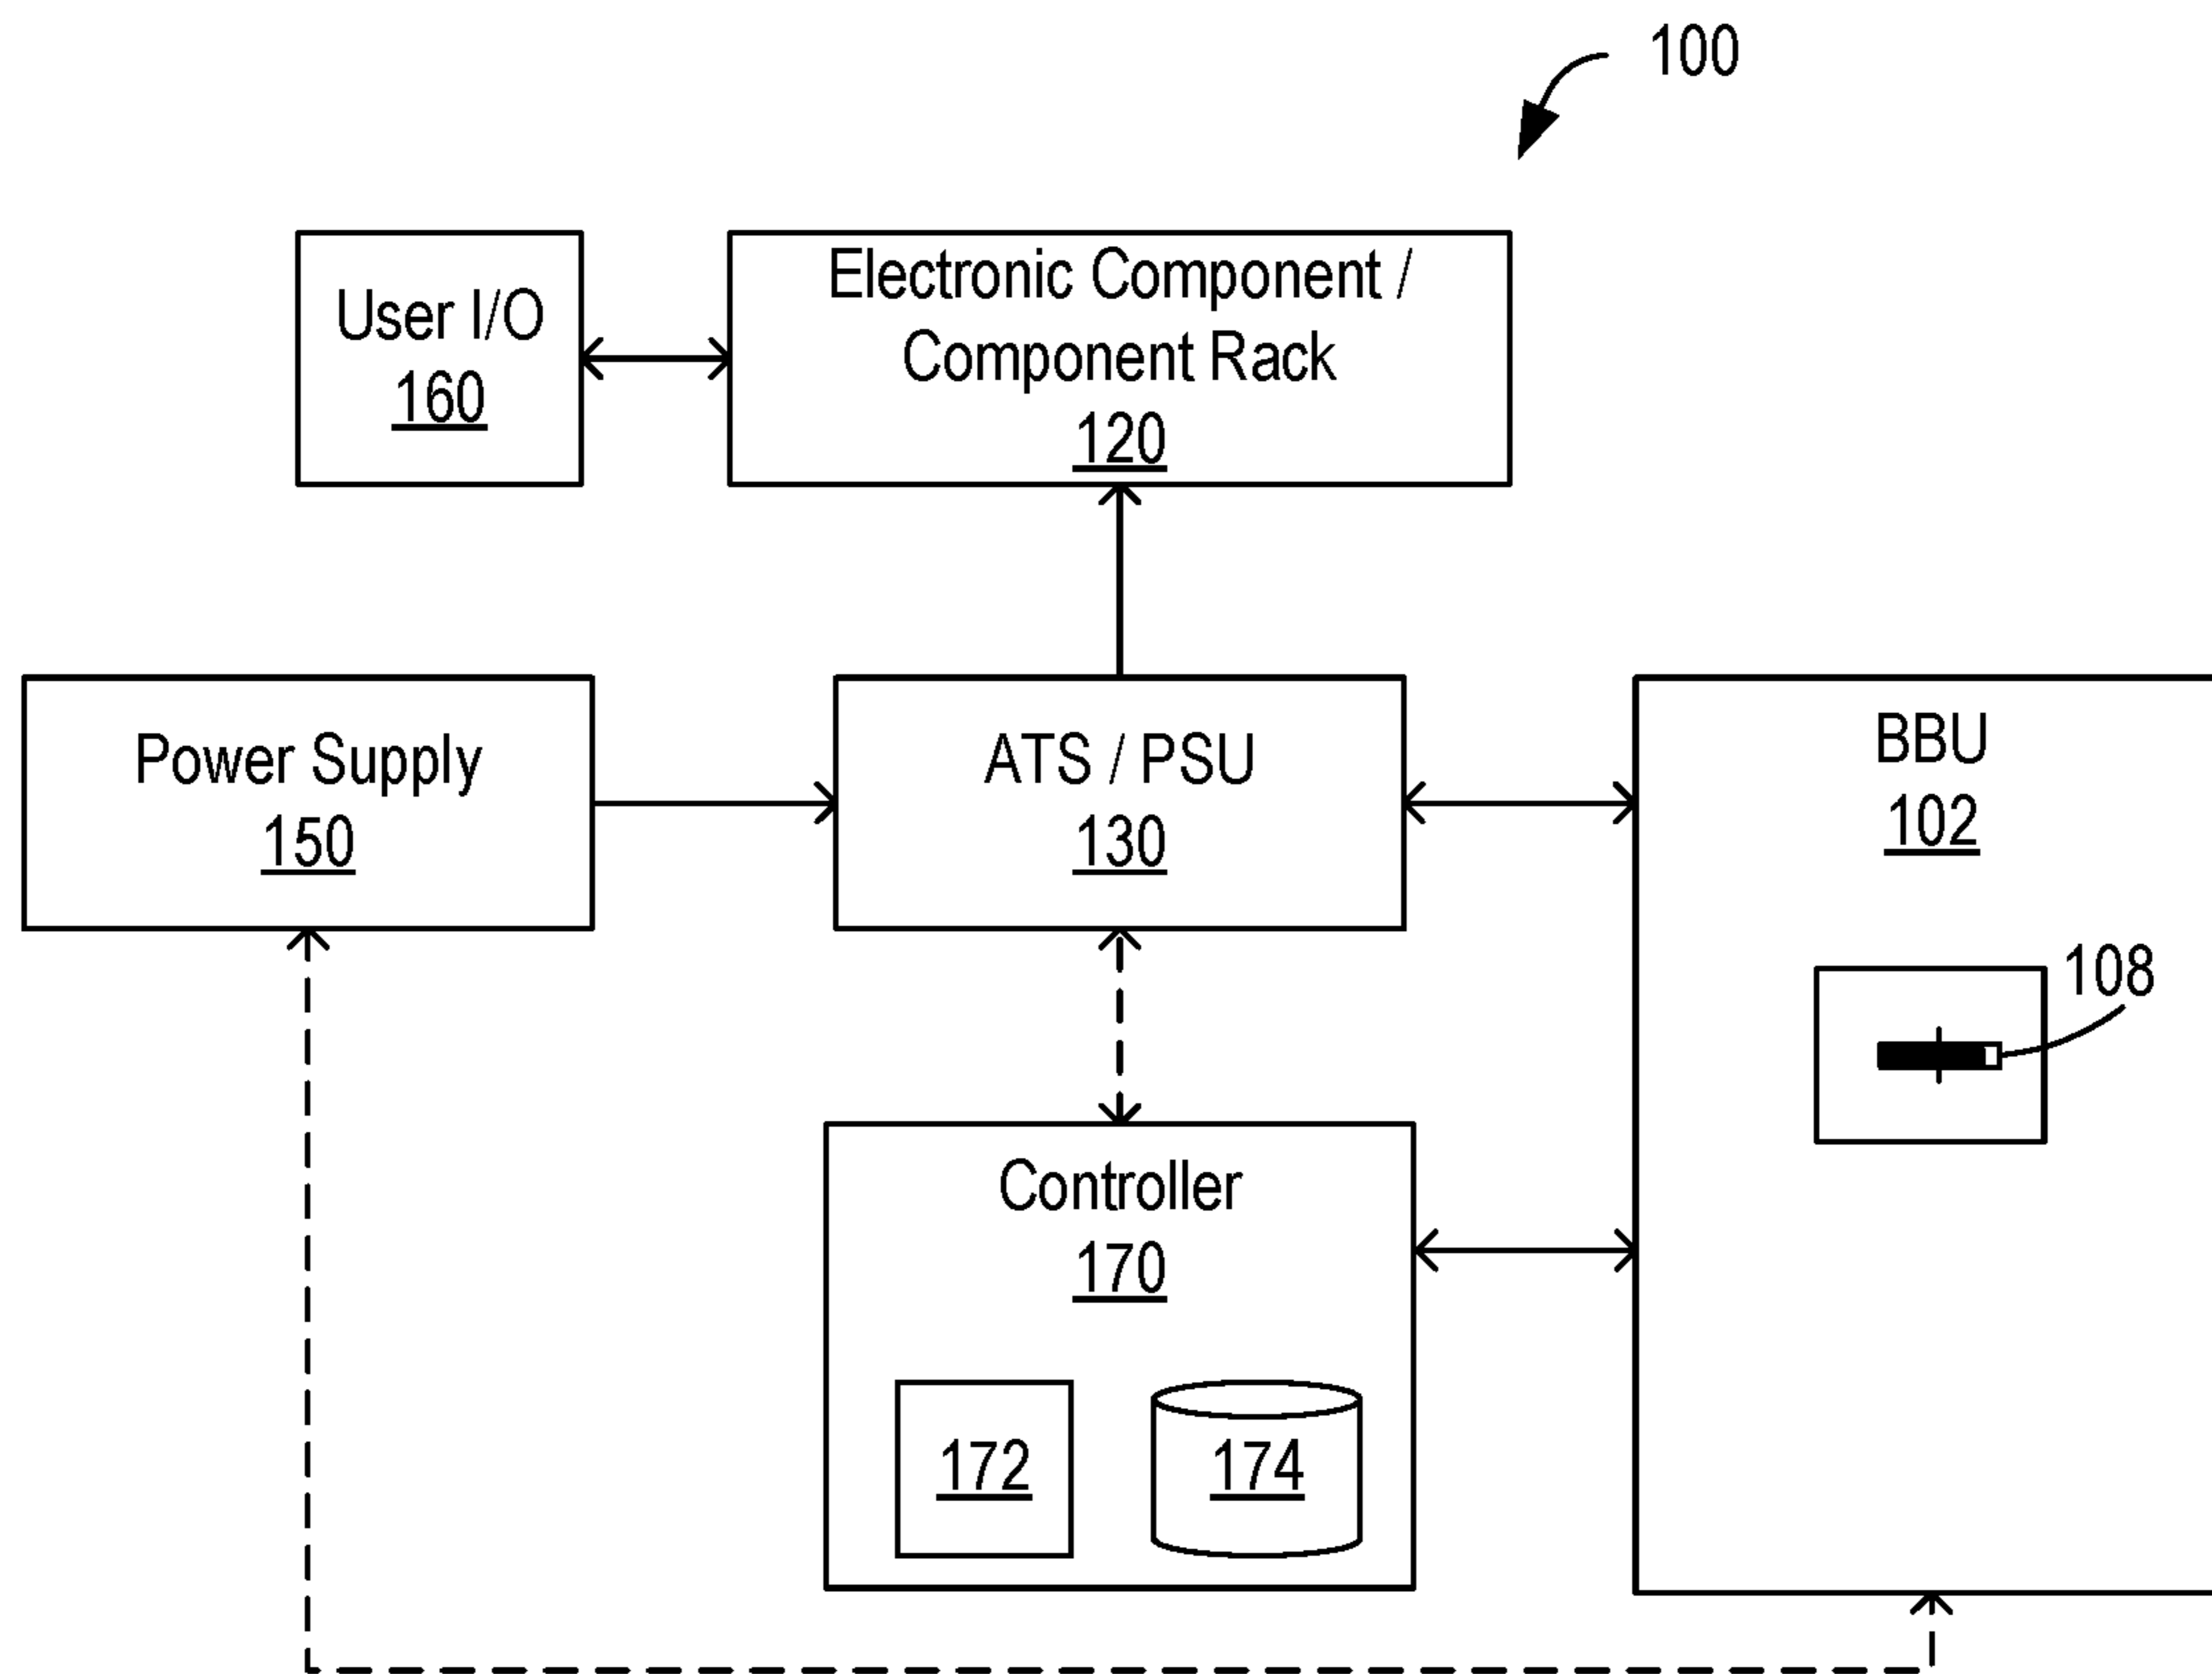 100
User I/O
160
Electronic Component /
Component Rack
120
Power Supply
150
ATS / PSU
130
BBU
102
108
Controller
170
172
174